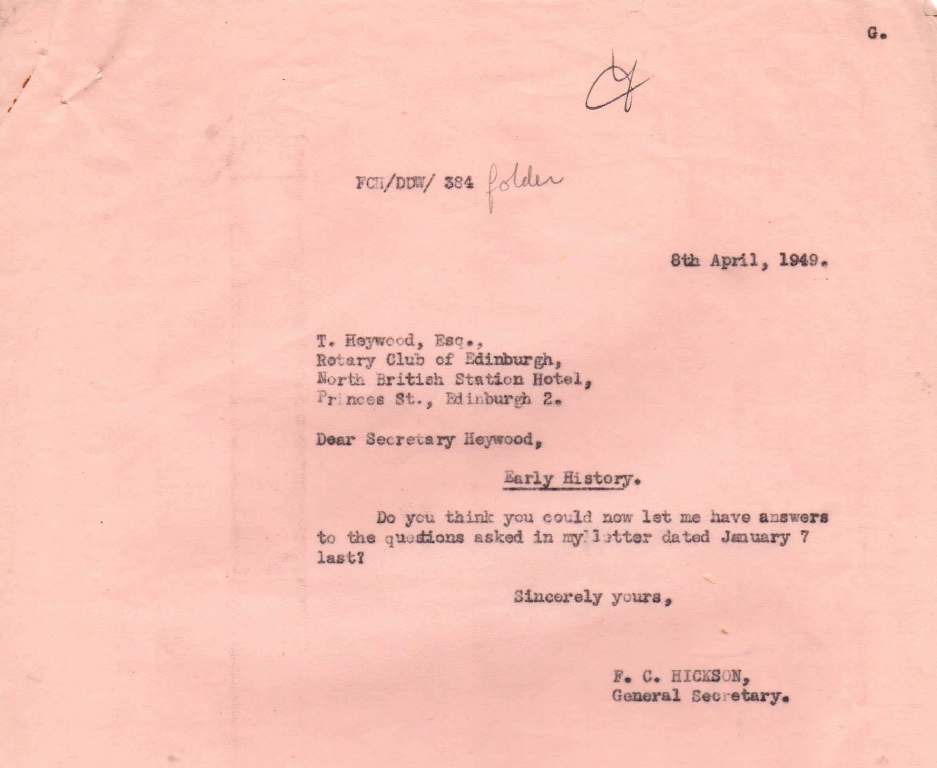 G.
FCH/DDW/ 384 folder
8th April, 1949.
T. Heywood, Esq.,
Rotary Club of Edinburgh,
North British Station Hotel,
Princes St., Edinburgh 2.
Dear Secretary Heywood,
Early History.
Do you think you could now let me have answers
to the questions asked in my letter dated January 7
last?
Sincerely yours,
F. C. HICKSON,
General Secretary.